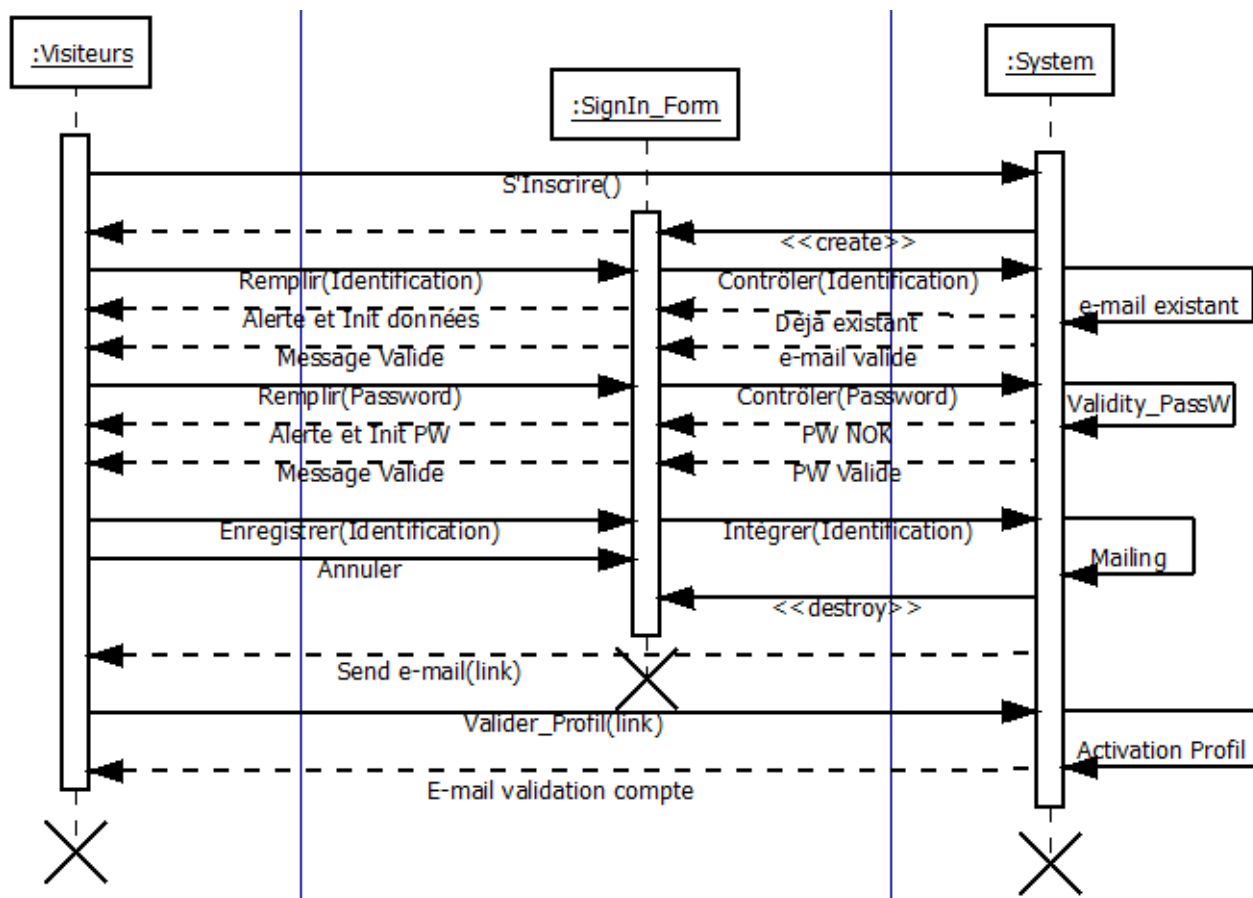 :Visiteurs
:System
:SignIn_Form
S'Inscrire()
<<create>>
Remplir(Identification)
Contrôler(Identification)
e-mail existant
Alerte et Init données
Déjà existant
Message Valide
e-mail valide
Remplir(Password)
Contrôler(Password)
Validity_PassW
Alerte et Init PW
PW NOK
Message Valide
PW Valide
Enregistrer(Identification)
Intégrer(Identification)
Annuler
Mailing
<<destroy>>
Send e-mail(link)
Valider_Profil(link)
Activation Profil
E-mail validation compte